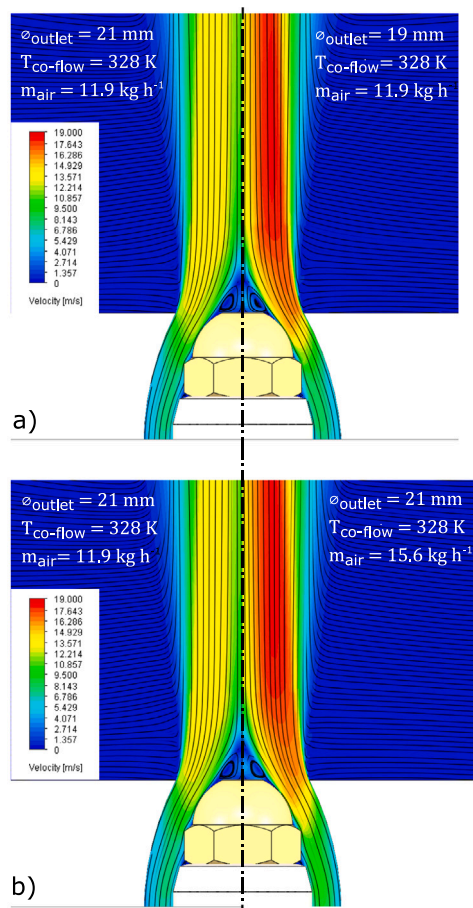 ⌀outlet = 21 mm
Tco-flow = 328 K
mair = 11.9 kg h⁻¹
⌀outlet = 19 mm
Tco-flow = 328 K
mair = 11.9 kg h⁻¹
19.000
17.643
16.286
14.929
13.571
12.214
10.857
9.500
8.143
6.786
5.429
4.071
2.714
1.357
0
Velocity [m/s]
a)
⌀outlet = 21 mm
Tco-flow = 328 K
mair = 11.9 kg h⁻¹
⌀outlet = 21 mm
Tco-flow = 328 K
mair = 15.6 kg h⁻¹
19.000
17.643
16.286
14.929
13.571
12.214
10.857
9.500
8.143
6.786
5.429
4.071
2.714
1.357
0
Velocity [m/s]
b)